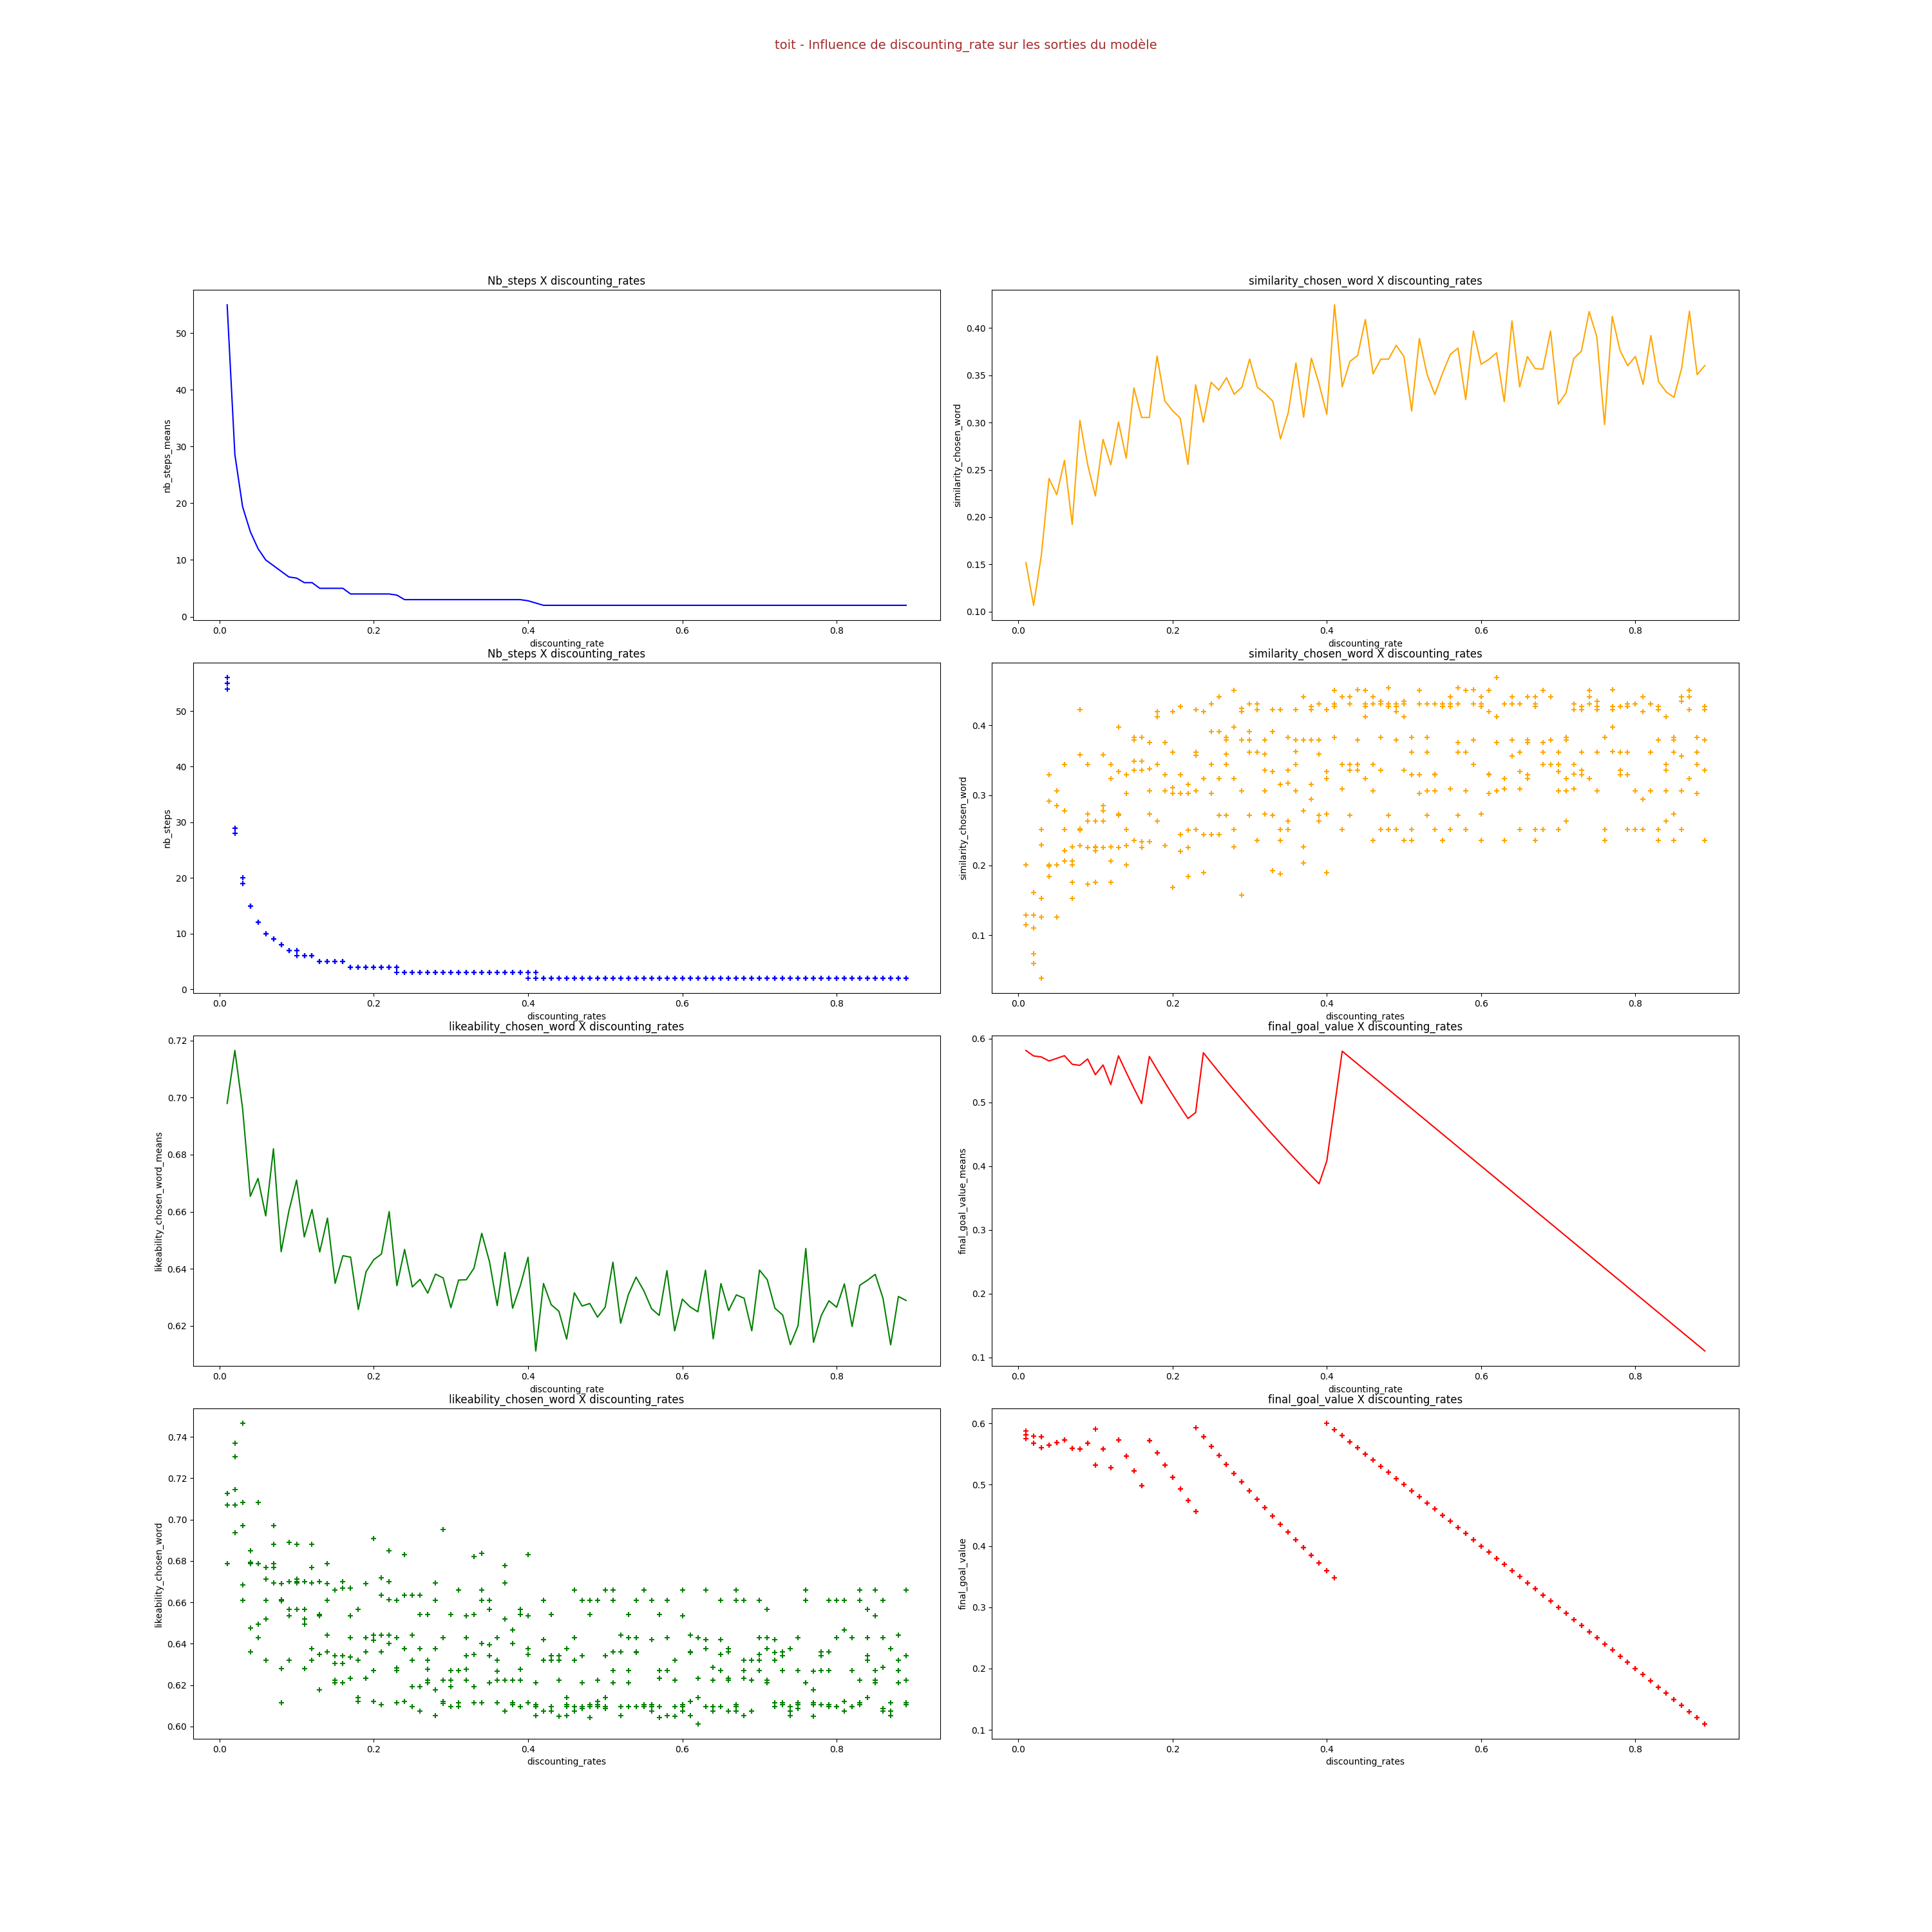 toit - Influence de discounting_rate sur les sorties du modèle
Nb_steps X discounting_rates
nb_steps_means
50
40
30
20
10
0
0.0 0.2 0.4 0.6 0.8
discounting_rate
similarity_chosen_word X discounting_rates
similarity_chosen_word
0.40
0.35
0.30
0.25
0.20
0.15
0.10
0.0 0.2 0.4 0.6 0.8
discounting_rate
Nb_steps X discounting_rates
nb_steps
50
40
30
20
10
0
0.0 0.2 0.4 0.6 0.8
discounting_rates
similarity_chosen_word X discounting_rates
similarity_chosen_word
0.4
0.3
0.2
0.1
0.0 0.2 0.4 0.6 0.8
discounting_rates
likeability_chosen_word X discounting_rates
likeability_chosen_word_means
0.72
0.70
0.68
0.66
0.64
0.62
0.0 0.2 0.4 0.6 0.8
discounting_rate
final_goal_value X discounting_rates
final_goal_value_means
0.6
0.5
0.4
0.3
0.2
0.1
0.0 0.2 0.4 0.6 0.8
discounting_rate
likeability_chosen_word X discounting_rates
likeability_chosen_word
0.74
0.72
0.70
0.68
0.66
0.64
0.62
0.60
0.0 0.2 0.4 0.6 0.8
discounting_rates
final_goal_value X discounting_rates
final_goal_value
0.6
0.5
0.4
0.3
0.2
0.1
0.0 0.2 0.4 0.6 0.8
discounting_rates